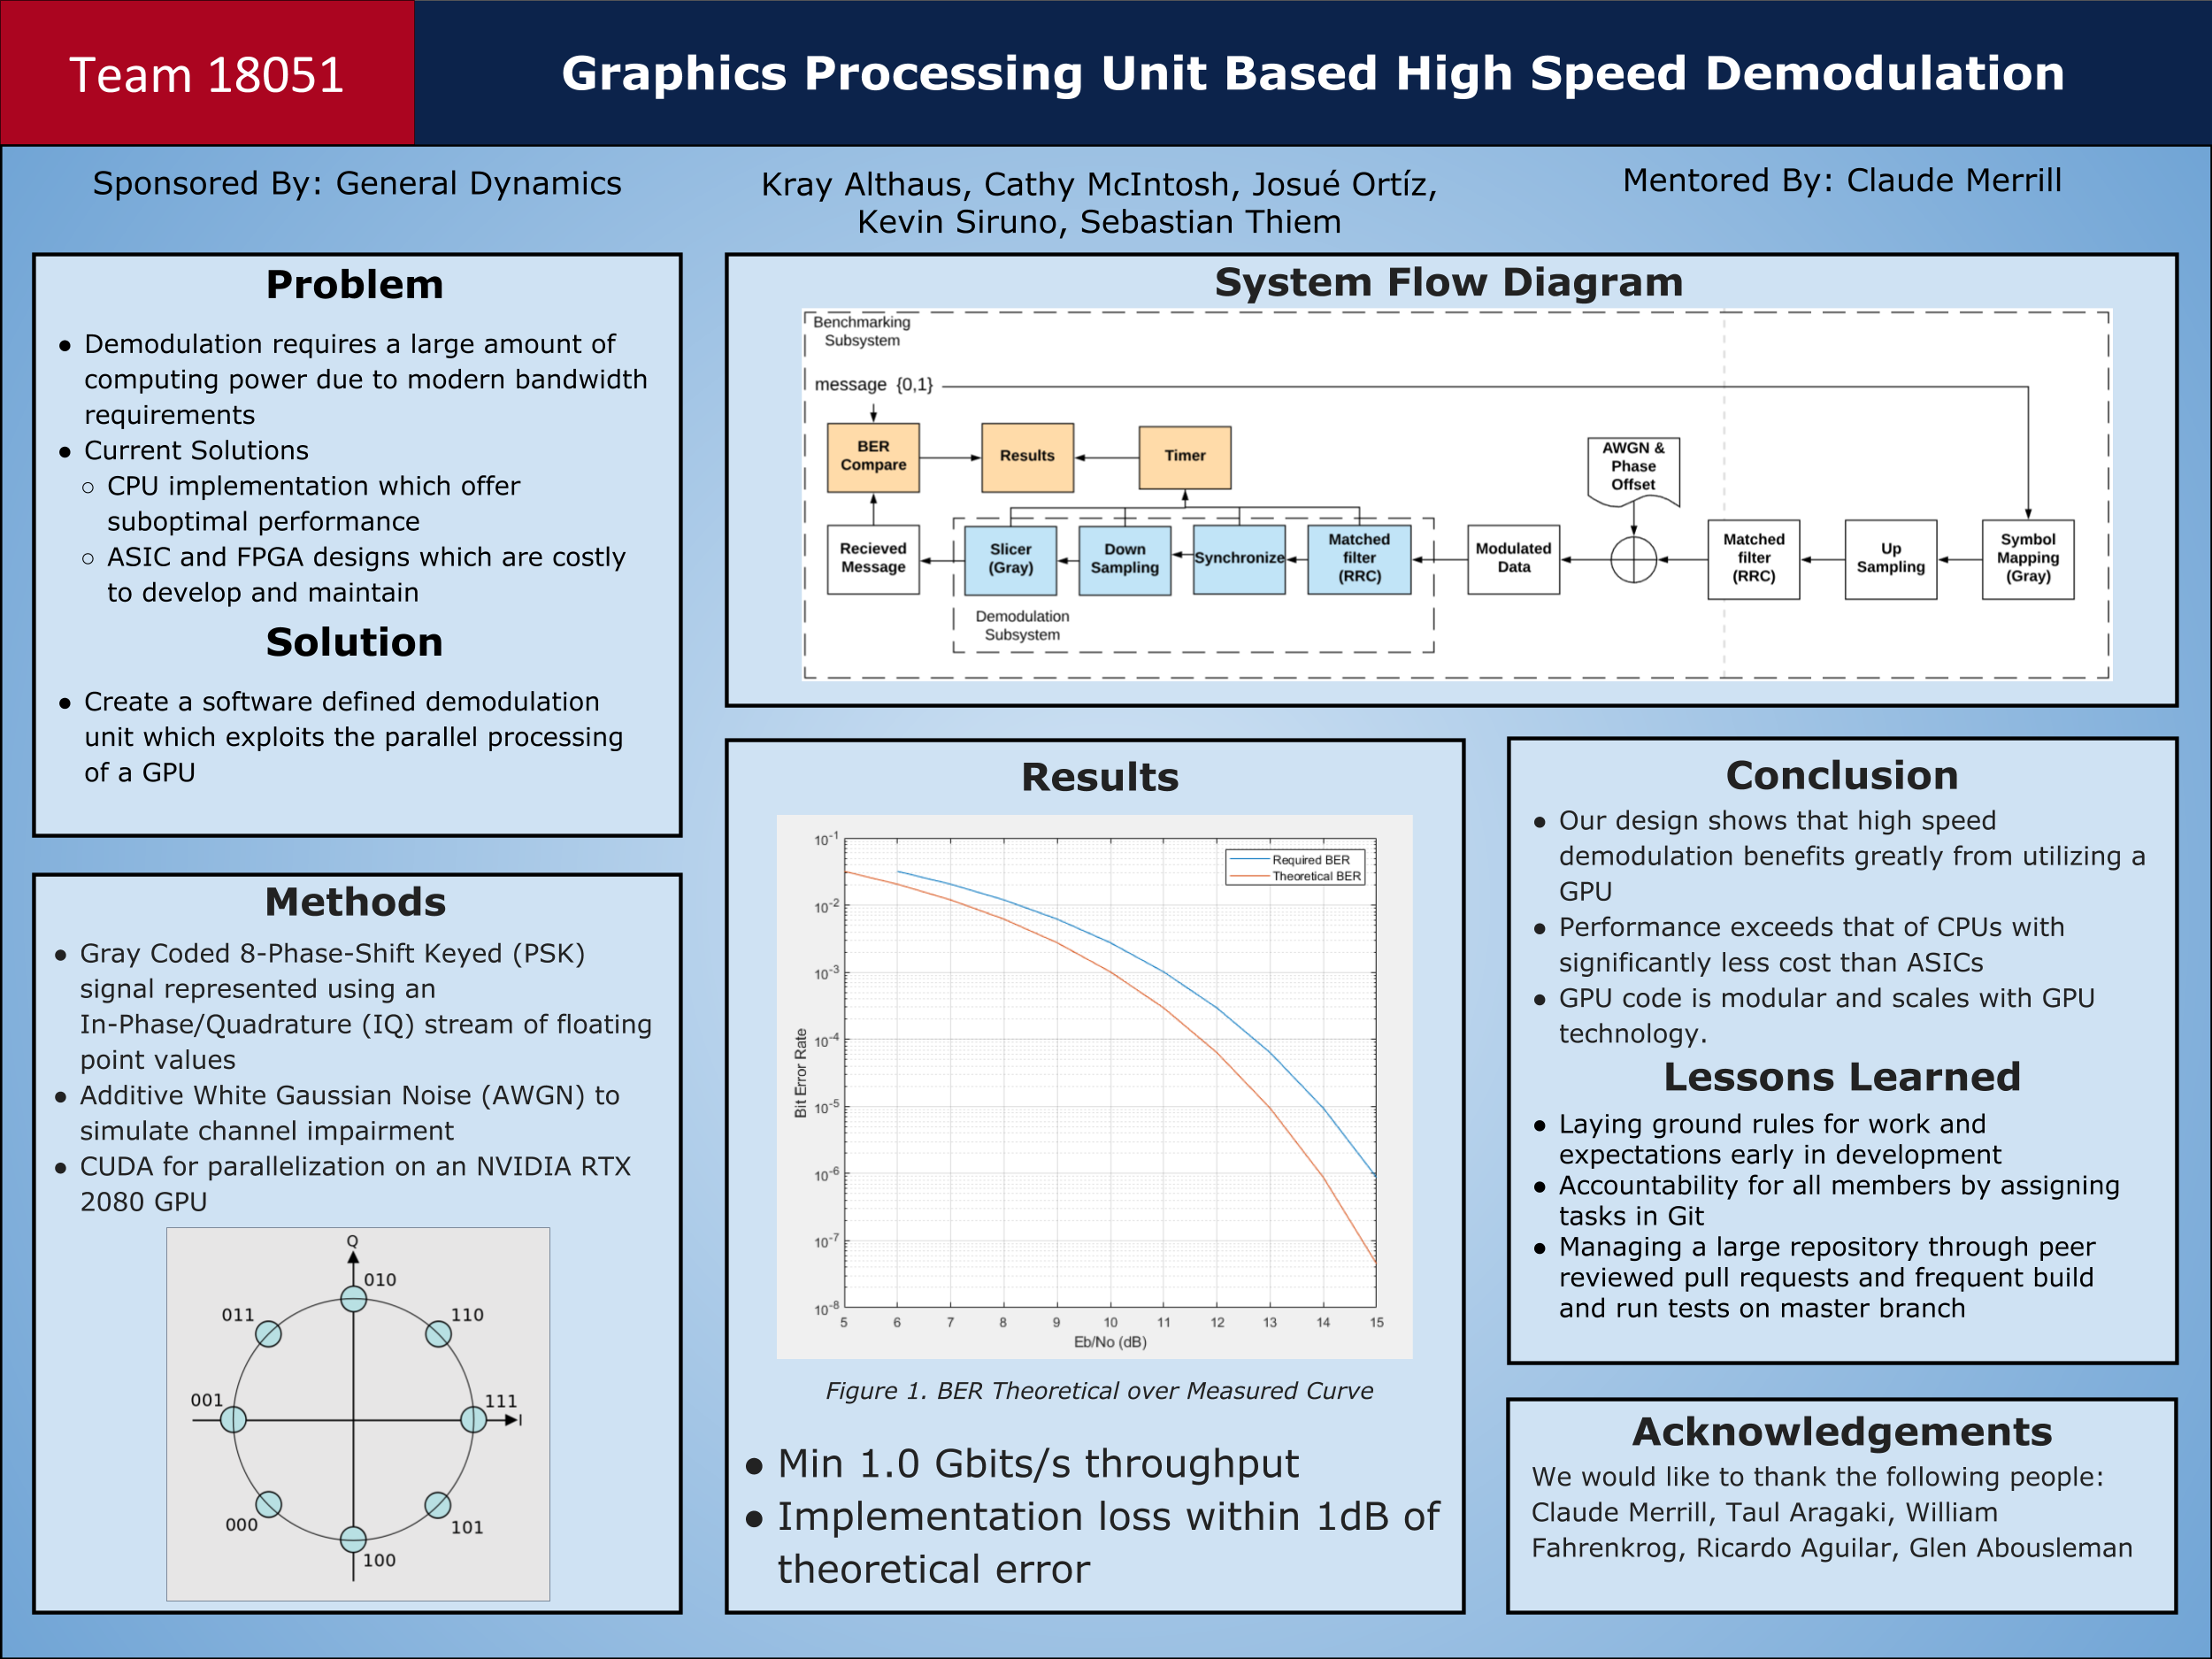 Team 18051
Graphics Processing Unit Based High Speed Demodulation
Sponsored By: General Dynamics
Kray Althaus, Cathy McIntosh, Josué Ortíz,
Kevin Siruno, Sebastian Thiem
Mentored By: Claude Merrill
Problem
● Demodulation requires a large amount of
computing power due to modern bandwidth
requirements
● Current Solutions
○ CPU implementation which offer
suboptimal performance
○ ASIC and FPGA designs which are costly
to develop and maintain
Solution
● Create a software defined demodulation
unit which exploits the parallel processing
of a GPU
Methods
● Gray Coded 8-Phase-Shift Keyed (PSK)
signal represented using an
In-Phase/Quadrature (IQ) stream of floating
point values
● Additive White Gaussian Noise (AWGN) to
simulate channel impairment
● CUDA for parallelization on an NVIDIA RTX
2080 GPU
Q
010
011
110
001
111
I
000
101
100
System Flow Diagram
Benchmarking
Subsystem
message {0,1}
BER
Compare
Results
Timer
AWGN &
Phase
Offset
Recieved
Message
Slicer
(Gray)
Down
Sampling
Synchronize
Matched
filter
(RRC)
Modulated
Data
Matched
filter
(RRC)
Up
Sampling
Symbol
Mapping
(Gray)
Demodulation
Subsystem
Results
Required BER
Theoretical BER
10-1
10-2
10-3
10-4
10-5
10-6
10-7
10-8
Bit Error Rate
5 6 7 8 9 10 11 12 13 14 15
Eb/No (dB)
Figure 1. BER Theoretical over Measured Curve
● Min 1.0 Gbits/s throughput
● Implementation loss within 1dB of
theoretical error
Conclusion
● Our design shows that high speed
demodulation benefits greatly from utilizing a
GPU
● Performance exceeds that of CPUs with
significantly less cost than ASICs
● GPU code is modular and scales with GPU
technology.
Lessons Learned
● Laying ground rules for work and
expectations early in development
● Accountability for all members by assigning
tasks in Git
● Managing a large repository through peer
reviewed pull requests and frequent build
and run tests on master branch
Acknowledgements
We would like to thank the following people:
Claude Merrill, Taul Aragaki, William
Fahrenkrog, Ricardo Aguilar, Glen Abousleman